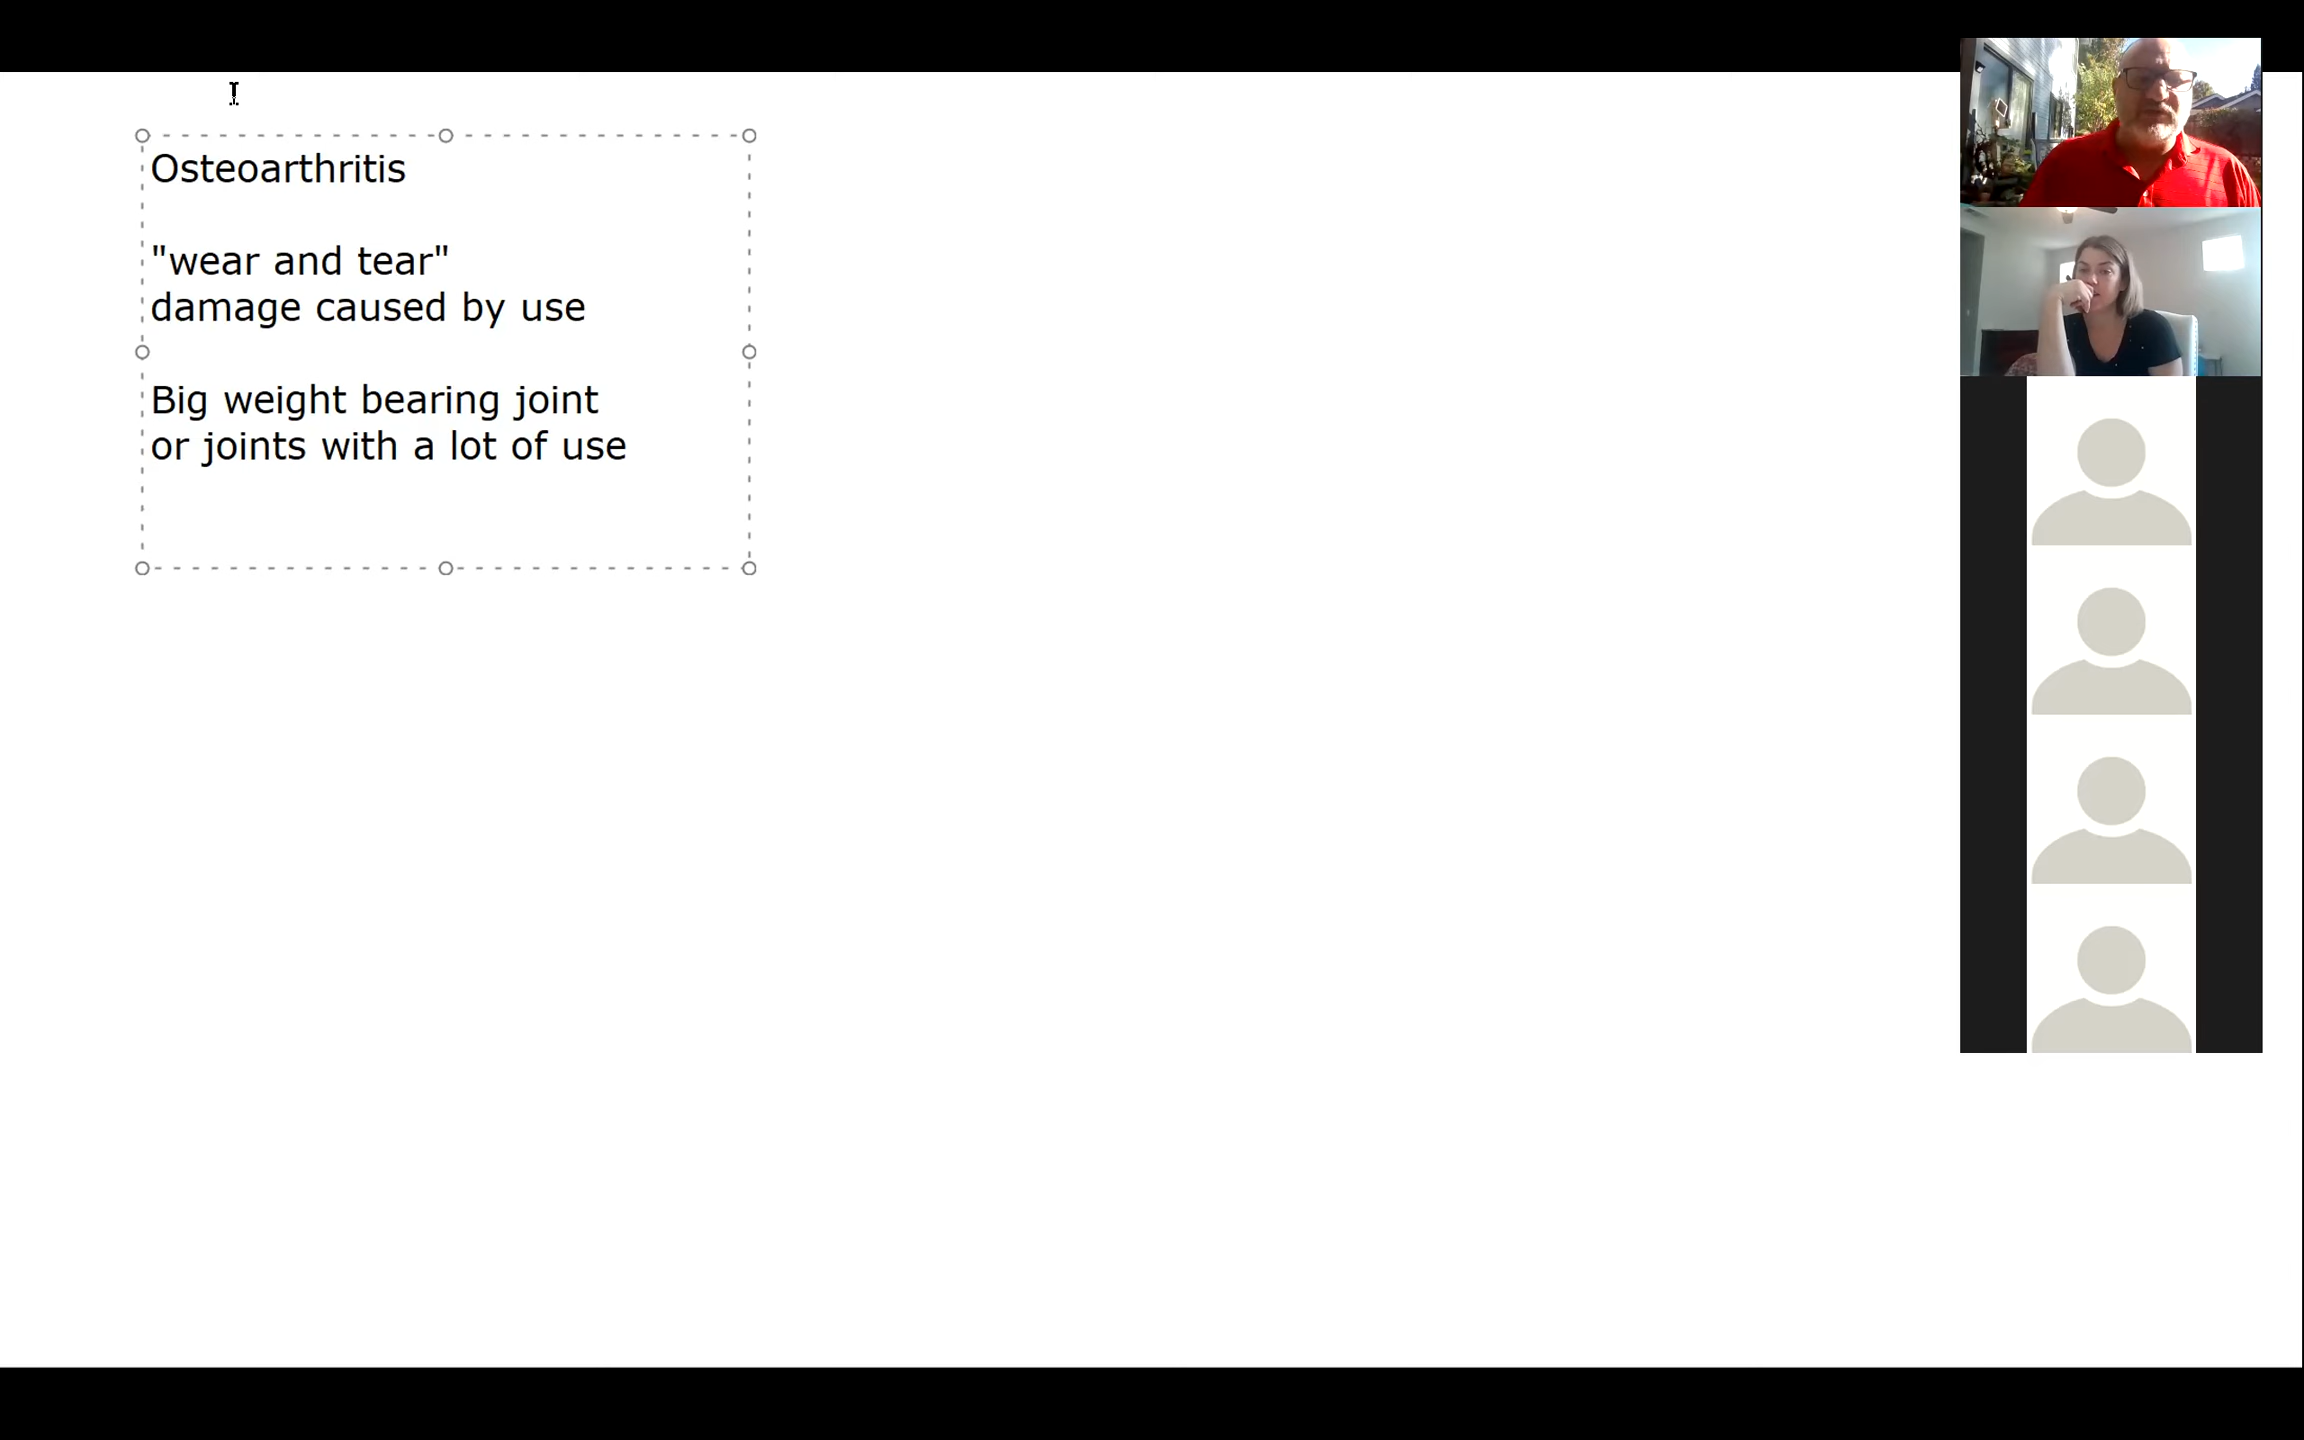 Osteoarthritis
"wear and tear"
damage caused by use
Big weight bearing joint
or joints with a lot of use